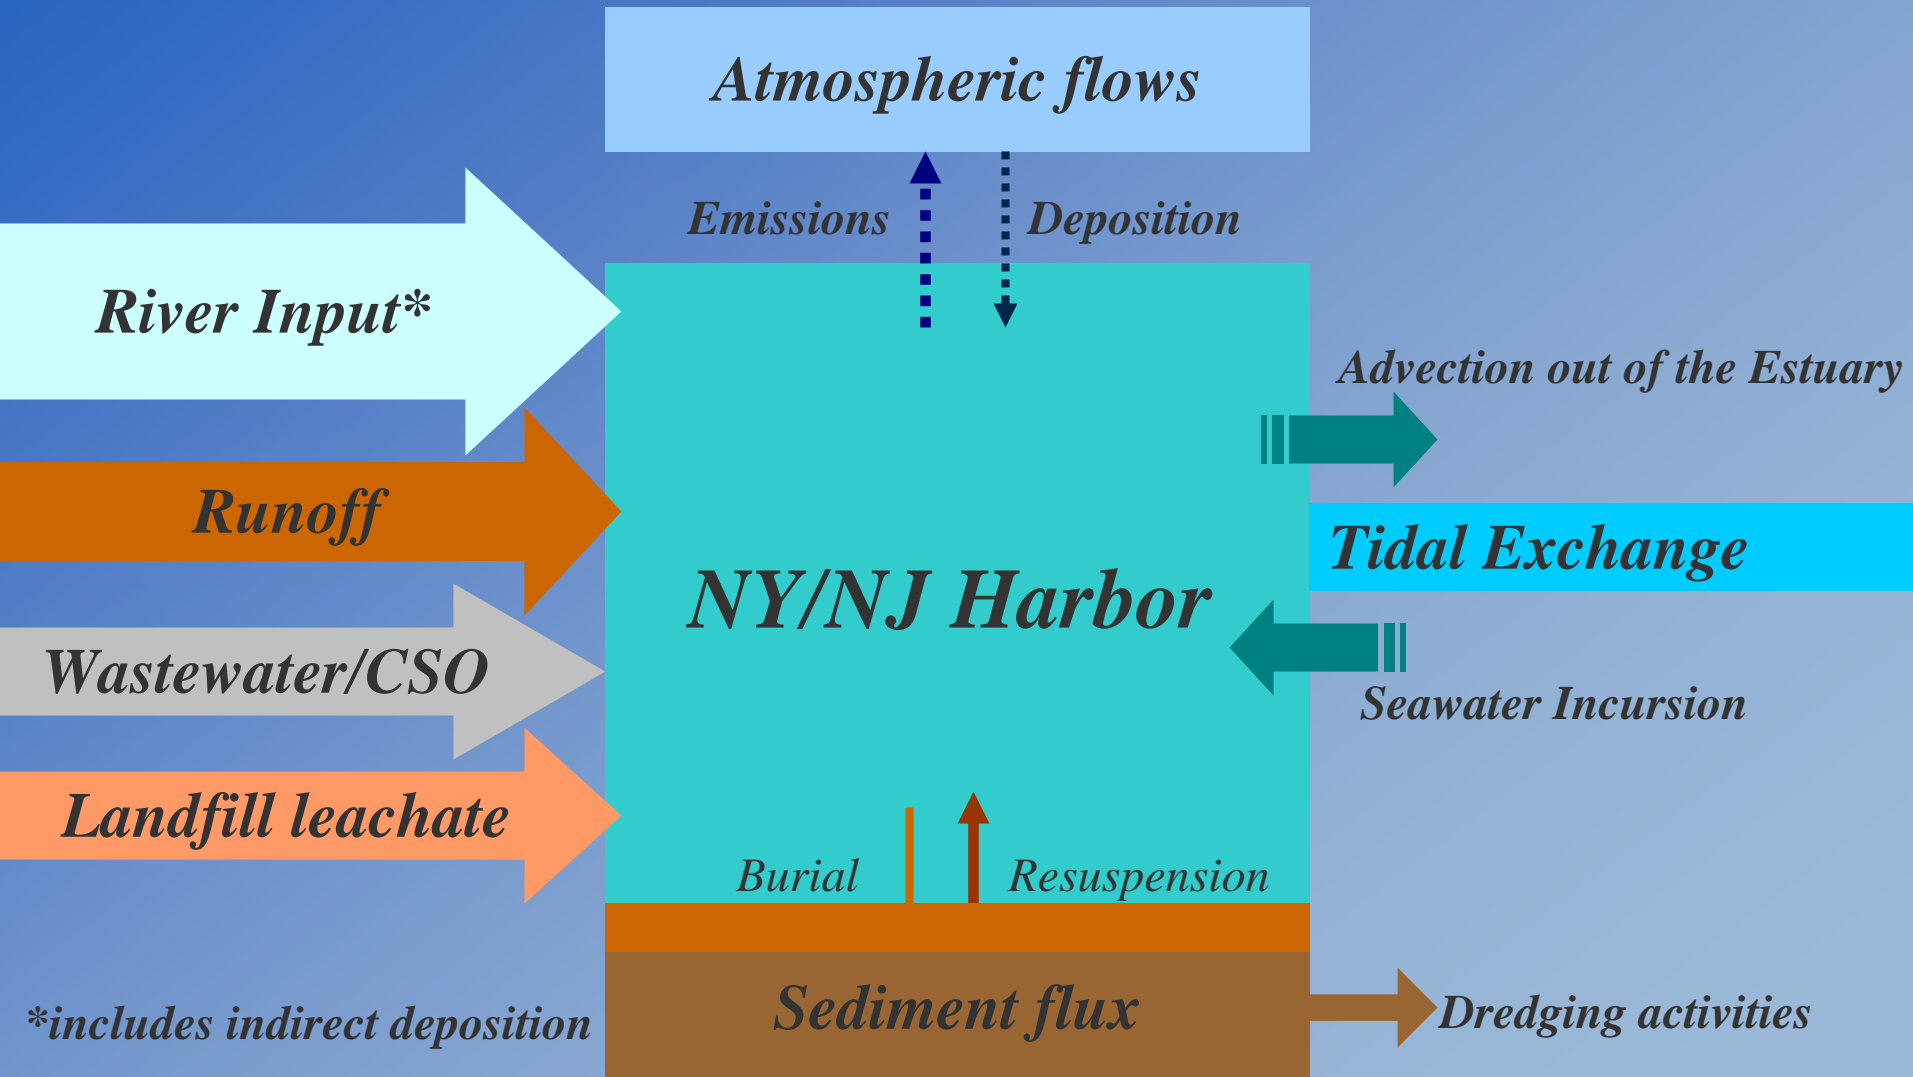 Atmospheric flows
Emissions
Deposition
River Input*
Advection out of the Estuary
Runoff
Tidal Exchange
NY/NJ Harbor
Wastewater/CSO
Seawater Incursion
Landfill leachate
Burial
Resuspension
Sediment flux
Dredging activities
*includes indirect deposition